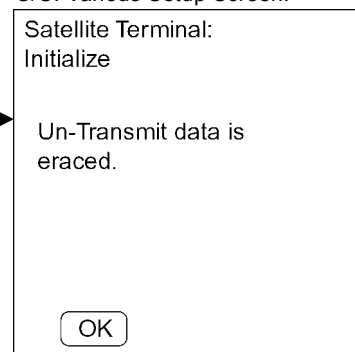 Satellite Terminal:
Initialize
Un-Transmit data is
eraced.
OK